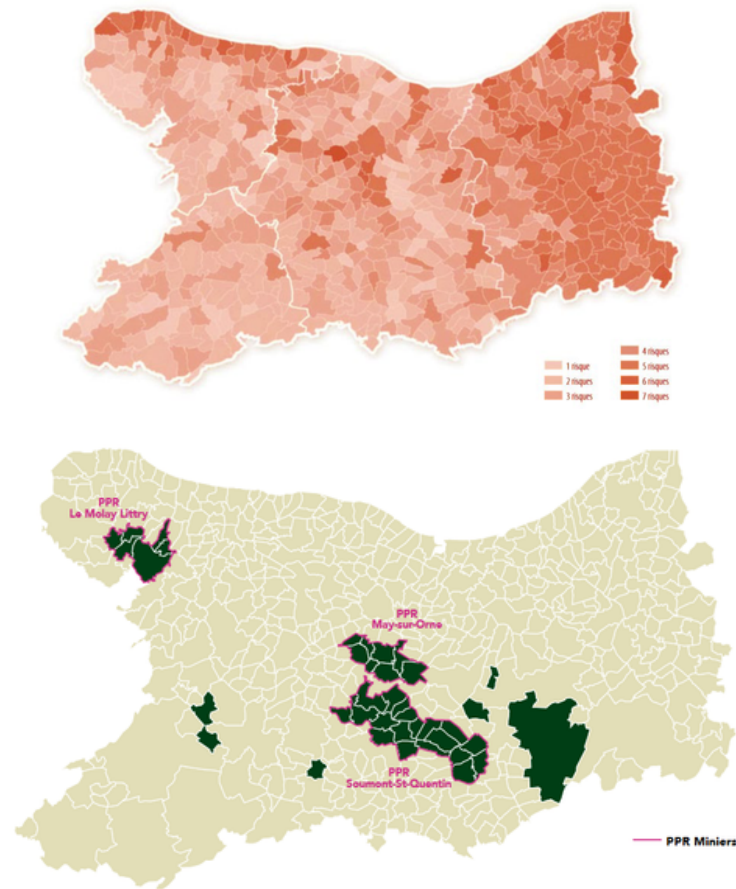 1 risque
2 risques
3 risques
4 risques
5 risques
6 risques
7 risques
PPR
Le Molay Littry
PPR
May-sur-Orne
PPR
Soumont-St-Quentin
PPR Miniers